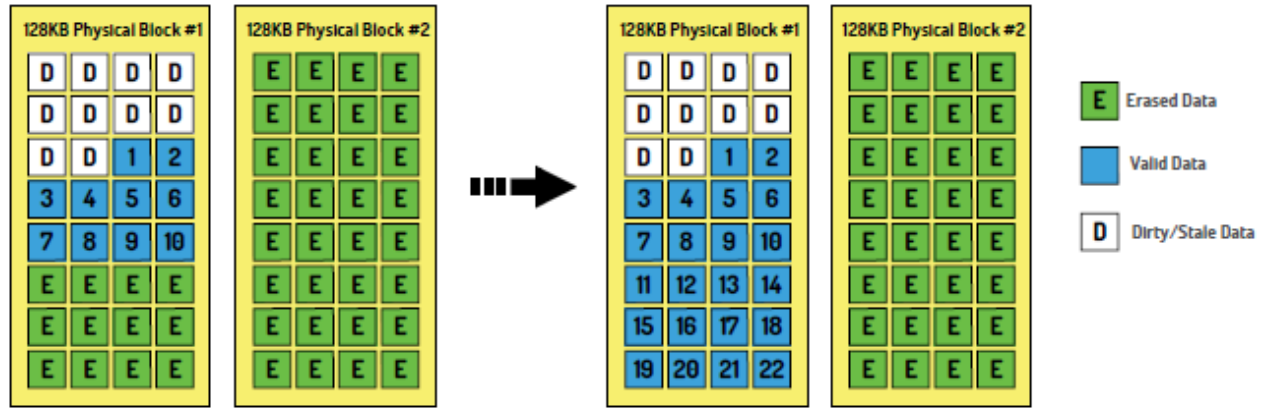 128KB Physical Block #1
D D D D
D D D D
D D 1 2
3 4 5 6
7 8 9 10
E E E E
E E E E
E E E E
128KB Physical Block #2
E E E E
E E E E
E E E E
E E E E
E E E E
E E E E
E E E E
E E E E
128KB Physical Block #1
D D D D
D D D D
D D 1 2
3 4 5 6
7 8 9 10
11 12 13 14
15 16 17 18
19 20 21 22
128KB Physical Block #2
E E E E
E E E E
E E E E
E E E E
E E E E
E E E E
E E E E
E E E E
E Erased Data
Valid Data
D Dirty/Stale Data